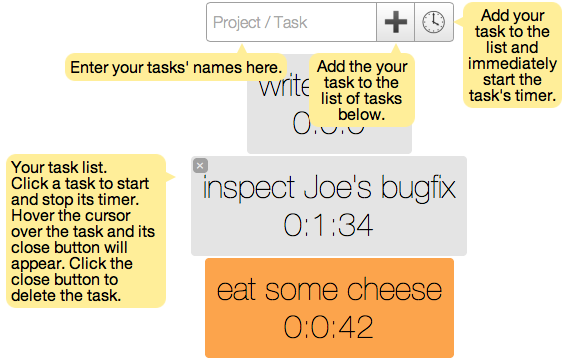 Project / Task
Add your
task to the
list and
immediately
start the
task's timer.
Enter your tasks' names here.
Add the your
task to the
list of tasks
below.
write
Your task list.
Click a task to start
and stop its timer.
Hover the cursor
over the task and its
close button will
appear. Click the
close button to
delete the task.
inspect Joe's bugfix
0:1:34
eat some cheese
0:0:42